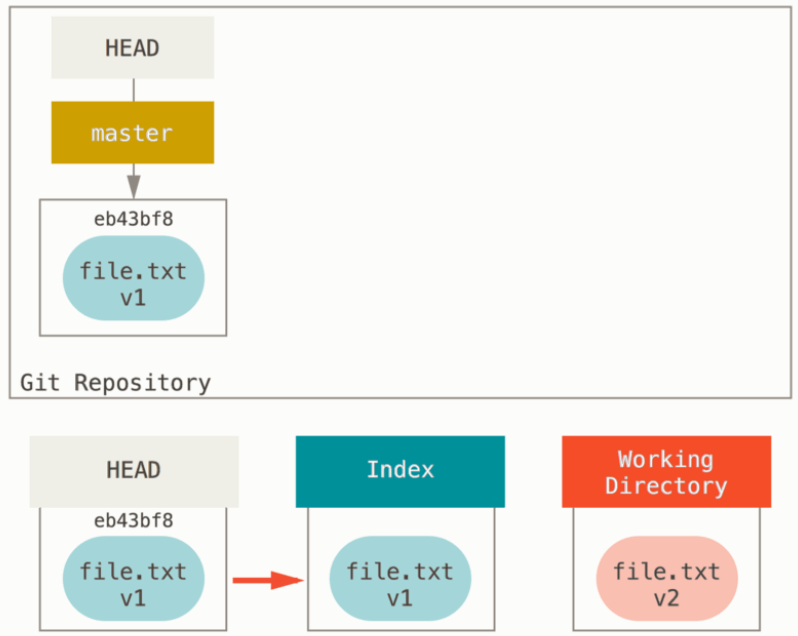 HEAD
master
eb43bf8
file.txt
v1
Git Repository
HEAD
Index
Working
Directory
eb43bf8
file.txt
v1
file.txt
v1
file.txt
v2